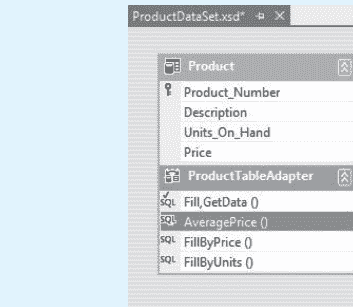 ProductDataSet.xsd*
Product
Product_Number
Description
Units_On_Hand
Price
ProductTableAdapter
SQL Fill,GetData ()
SQL AveragePrice ()
SQL FillByPrice ()
SQL FillByUnits ()